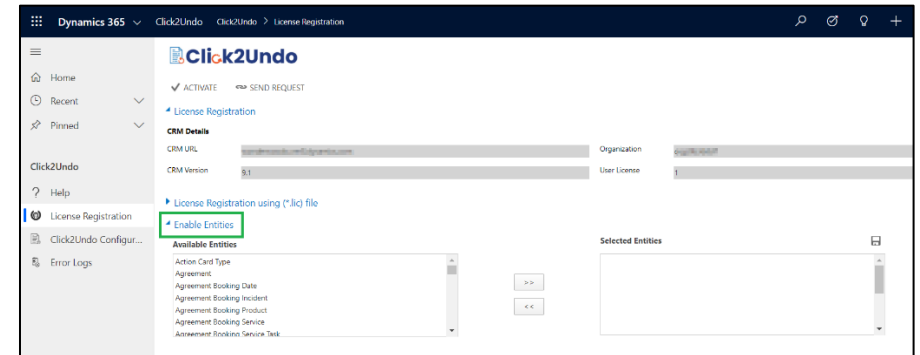 Dynamics 365 Click2Undo Click2Undo > License Registration
Click2Undo
Home
Recent
Pinned
Click2Undo
? Help
License Registration
Click2Undo Configur...
Error Logs
ACTIVATE SEND REQUEST
License Registration
CRM Details
CRM URL Organization
CRM Version 9.1 User License 1
License Registration using (*.lic) file
Enable Entities
Available Entities Selected Entities
Action Card Type
Agreement
Agreement Booking Date
Agreement Booking Incident
Agreement Booking Product
Agreement Booking Service
Agreement Booking Service Task
>>
<<